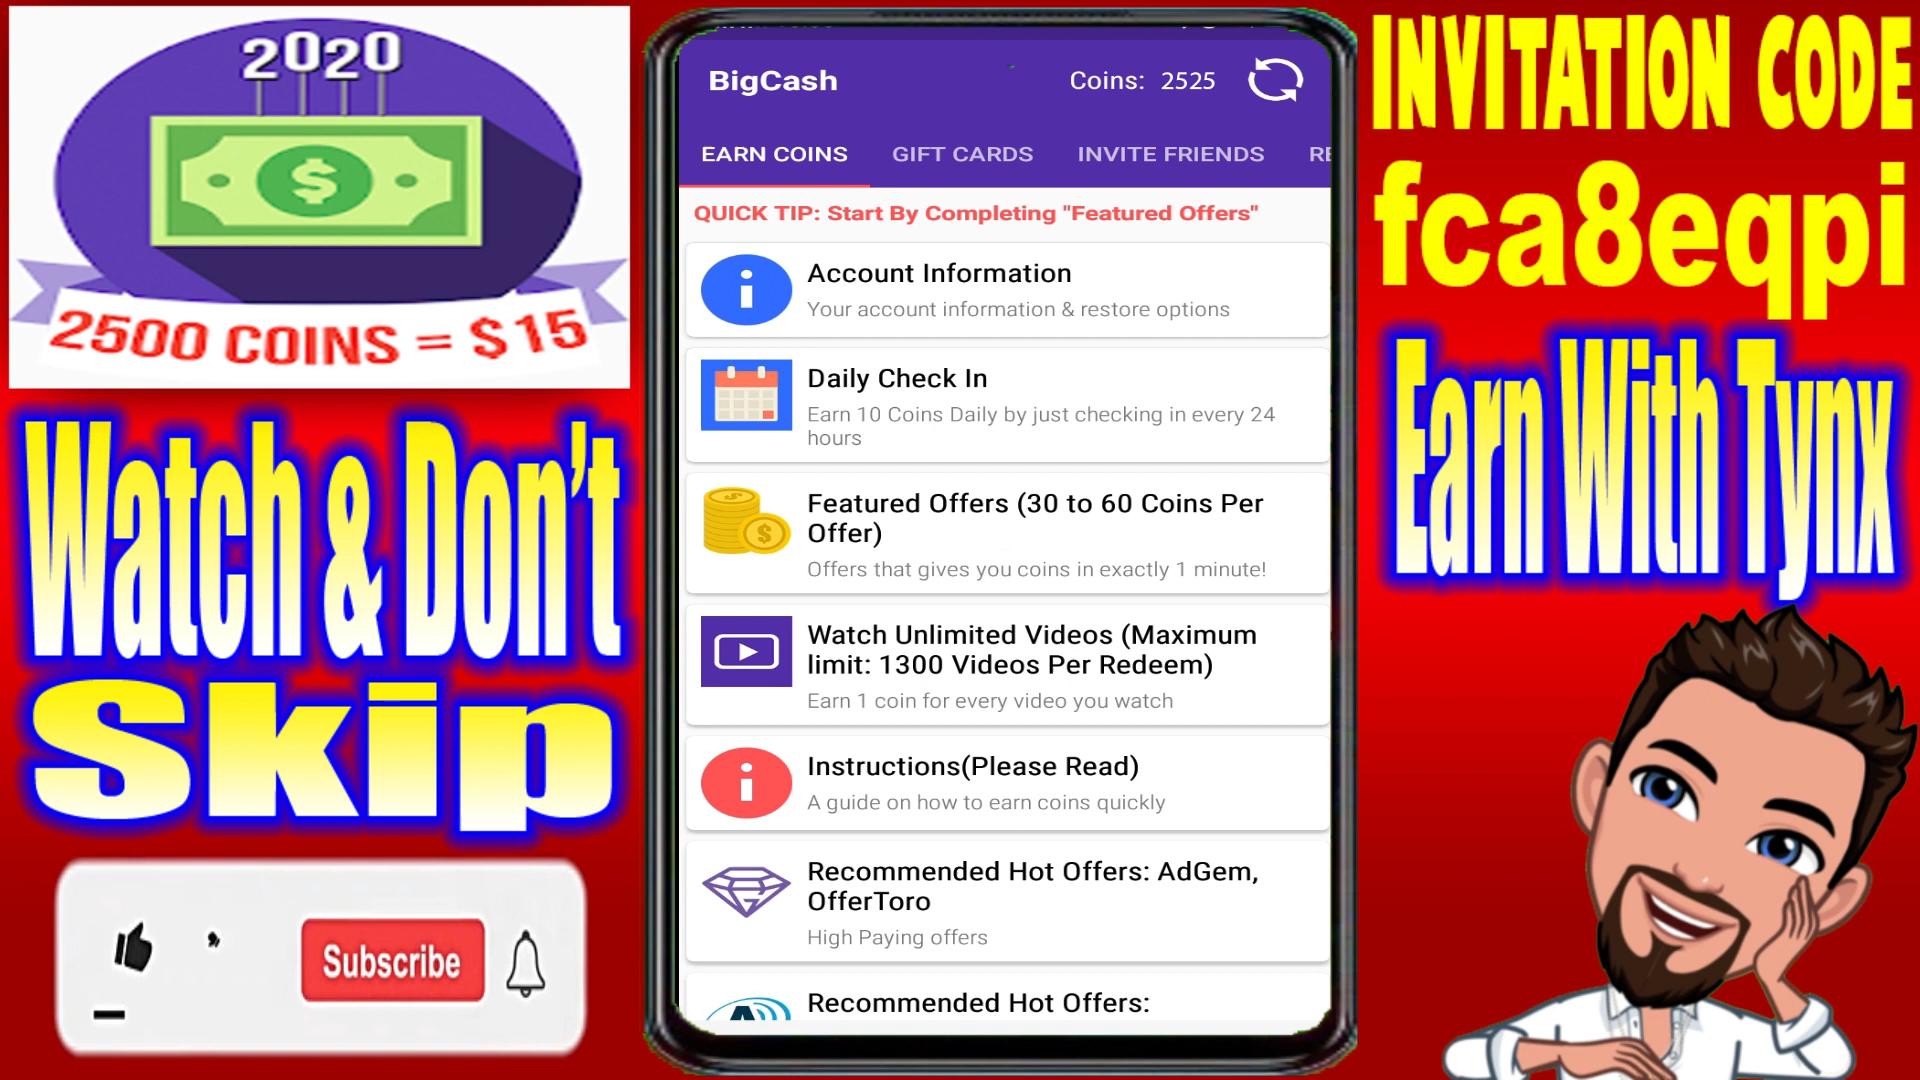 2020
2500 COINS = $15
Watch & Don't
Skip
Subscribe
BigCash
Coins: 2525
EARN COINS
GIFT CARDS
INVITE FRIENDS
RE
QUICK TIP: Start By Completing "Featured Offers"
Account Information
Your account information & restore options
Daily Check In
Earn 10 Coins Daily by just checking in every 24
hours
Featured Offers (30 to 60 Coins Per
Offer)
Offers that gives you coins in exactly 1 minute!
Watch Unlimited Videos (Maximum
limit: 1300 Videos Per Redeem)
Earn 1 coin for every video you watch
Instructions(Please Read)
A guide on how to earn coins quickly
Recommended Hot Offers: AdGem,
OfferToro
High Paying offers
Recommended Hot Offers:
INVITATION CODE
fca8eqpi
Earn With Tynx